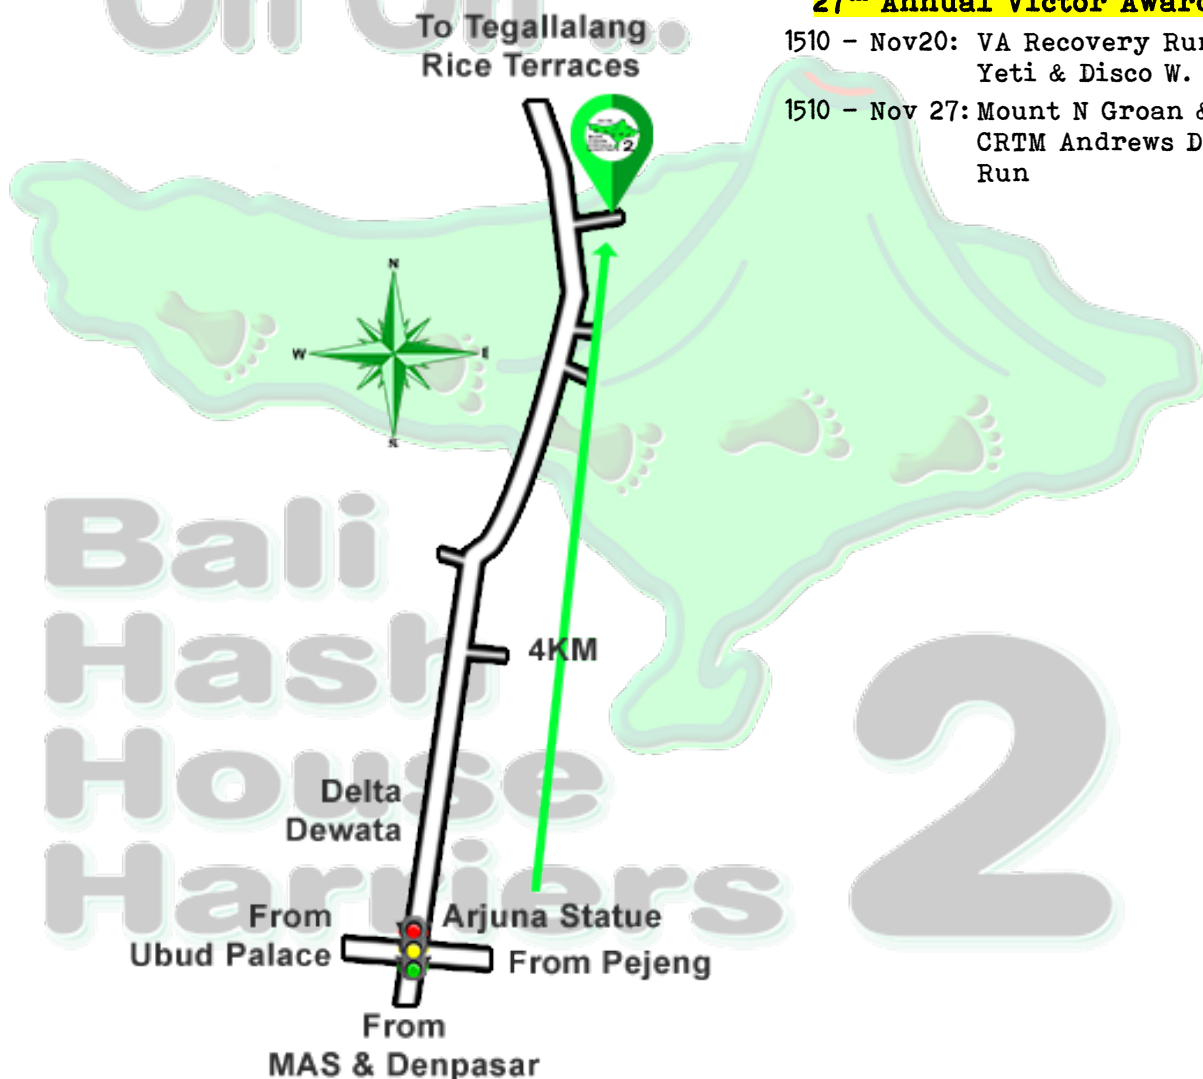 On On ...
27th Annual Victor Award
1510 - Nov20: VA Recovery Run
Yeti & Disco W.
1510 - Nov 27: Mount N Groan &
CRTM Andrews D
Run
To Tegallalang
Rice Terraces
2
N
W E
S
Bali
Hash
House
Harriers 2
4KM
Delta
Dewata
From
Ubud Palace
Arjuna Statue
From Pejeng
From
MAS & Denpasar